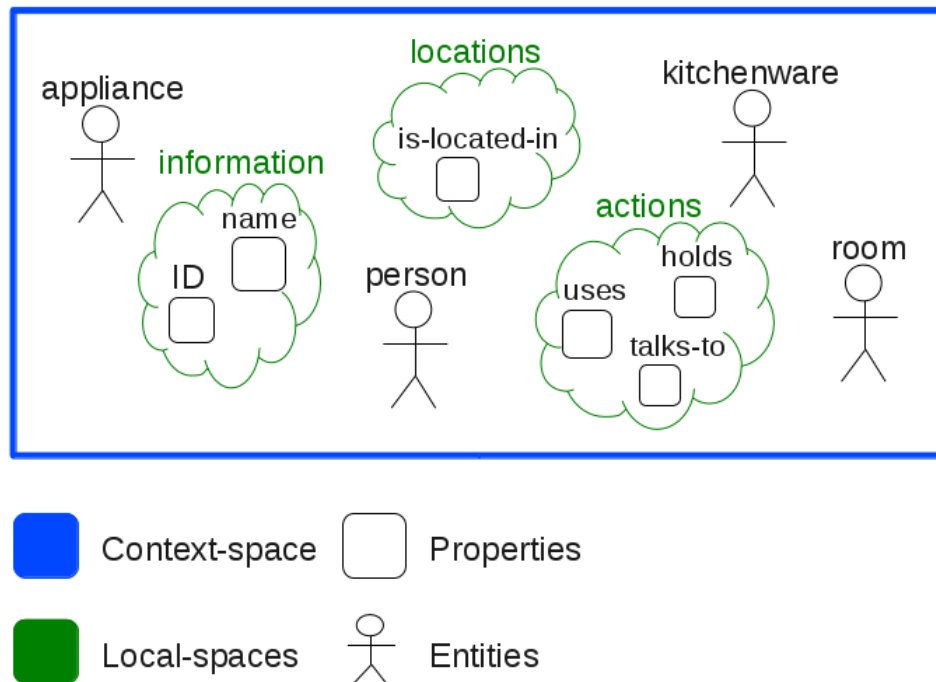 locations
kitchenware
appliance
is-located-in
information
actions
name
holds
room
ID
person
uses
talks-to
Context-space
Properties
Local-spaces
Entities